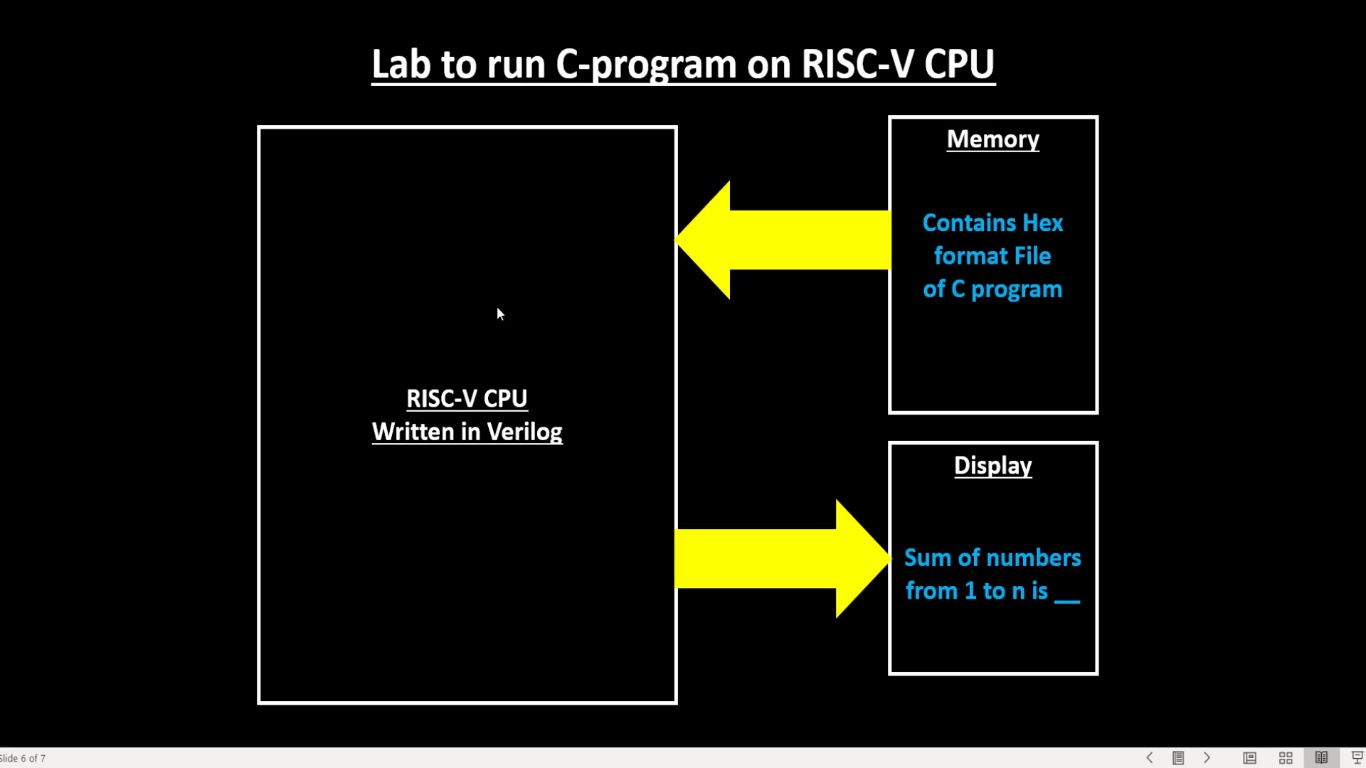 Lab to run C-program on RISC-V CPU
RISC-V CPU
Written in Verilog
Memory
Contains Hex
format File
of C program
Display
Sum of numbers
from 1 to n is __
Slide 6 of 7